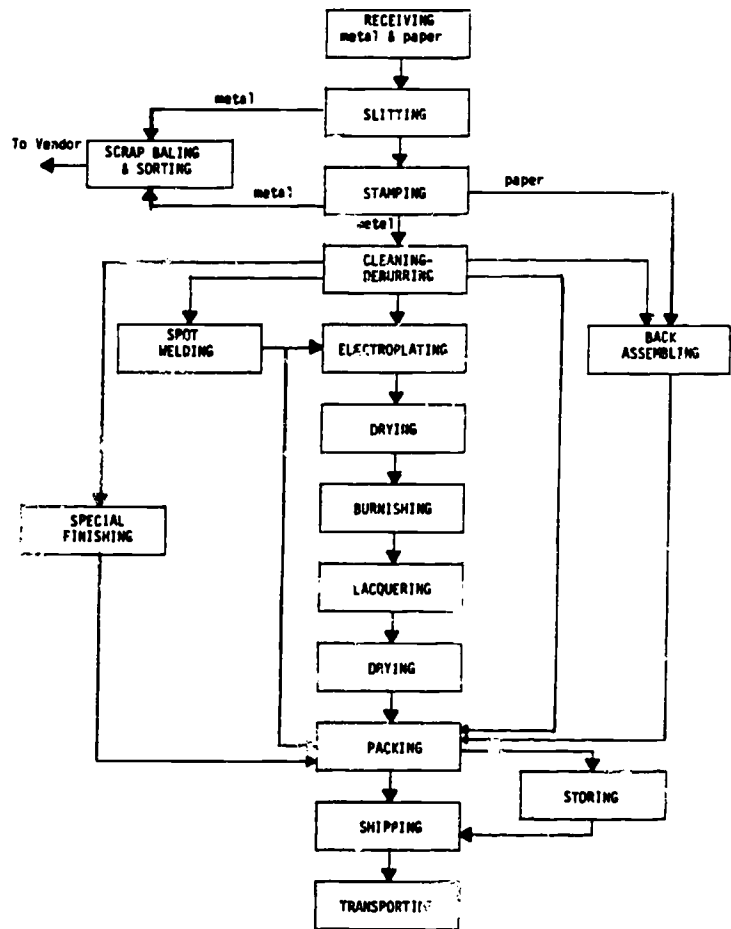 RECEIVING
metal & paper
metal
SLITTING
To Vendor
SCRAP BALING
& SORTING
metal
STAMPING
paper
metal
CLEANING-
DEBURRING
SPOT
WELDING
ELECTROPLATING
BACK
ASSEMBLING
DRYING
SPECIAL
FINISHING
BURNISHING
LACQUERING
DRYING
PACKING
STORING
SHIPPING
TRANSPORTING